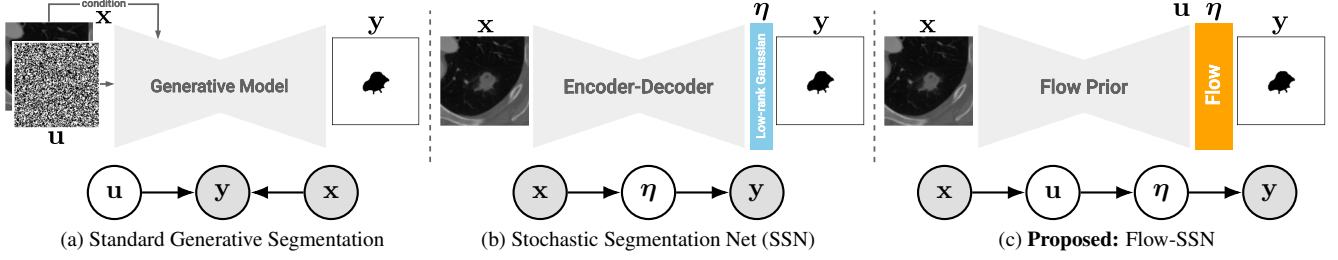 condition
x
Generative Model
u
y
u
y
x
(a) Standard Generative Segmentation
x
Encoder-Decoder
η
Low-rank Gaussian
y
x
η
y
(b) Stochastic Segmentation Net (SSN)
x
Flow Prior
u
η
Flow
y
x
u
η
y
(c) Proposed: Flow-SSN